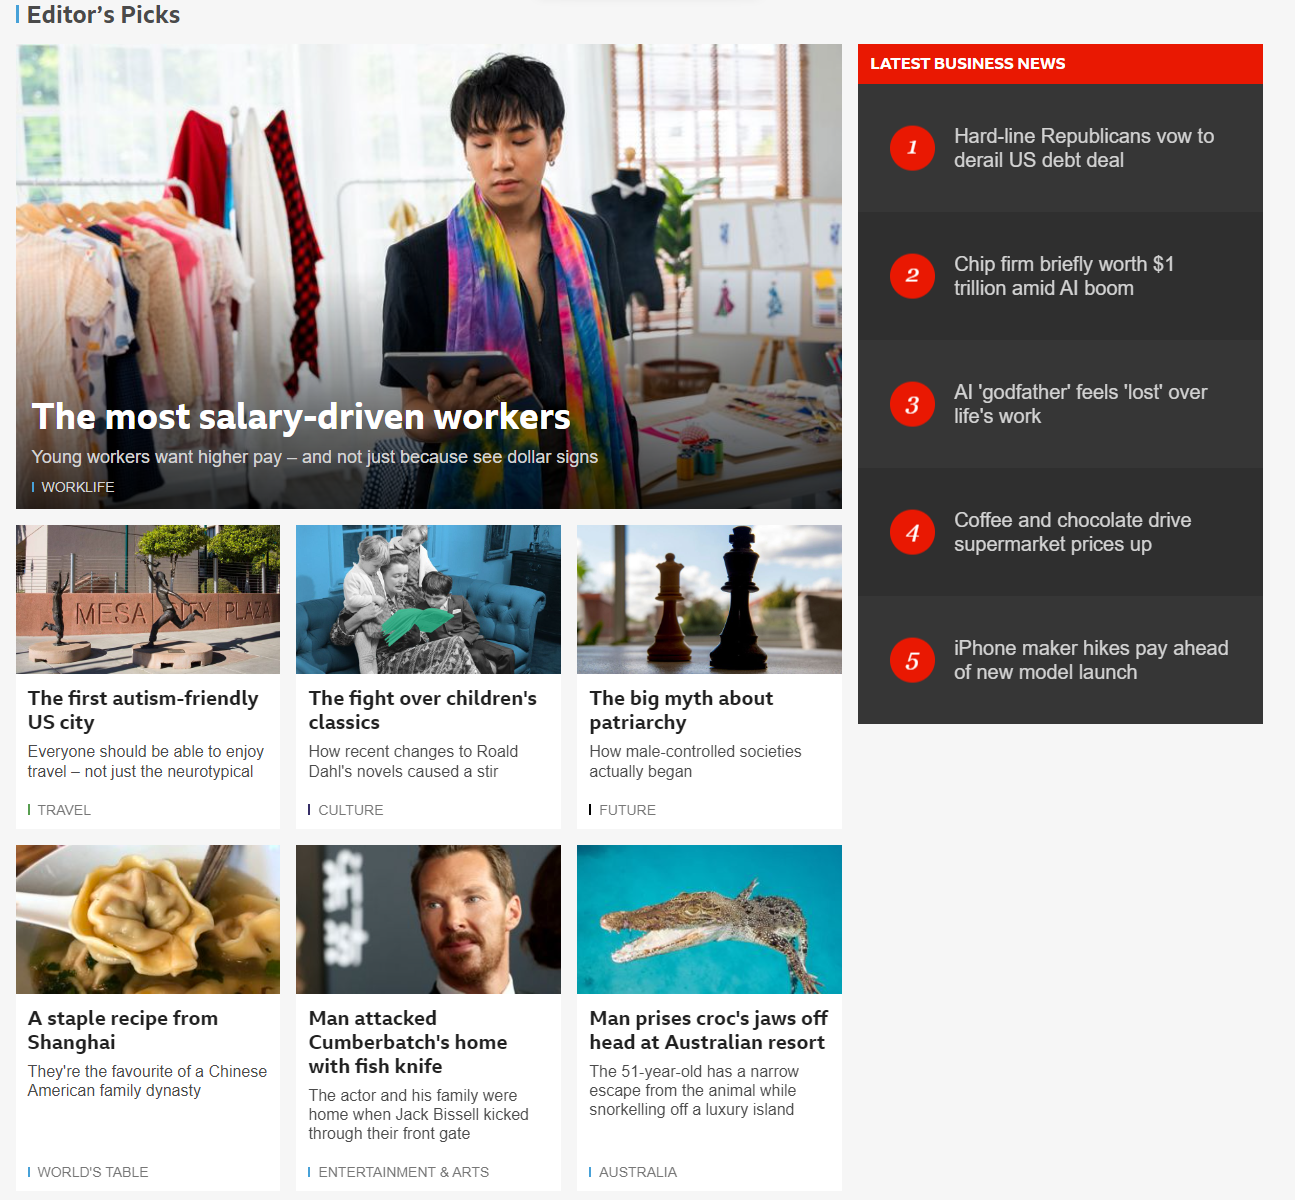 Editor's Picks
The most salary-driven workers
Young workers want higher pay – and not just because see dollar signs
WORKLIFE
MESA CITY PLAZA
The first autism-friendly
US city
Everyone should be able to enjoy
travel – not just the neurotypical
TRAVEL
The fight over children's
classics
How recent changes to Roald
Dahl's novels caused a stir
CULTURE
The big myth about
patriarchy
How male-controlled societies
actually began
FUTURE
A staple recipe from
Shanghai
They're the favourite of a Chinese
American family dynasty
WORLD'S TABLE
Man attacked
Cumberbatch's home
with fish knife
The actor and his family were
home when Jack Bissell kicked
through their front gate
ENTERTAINMENT & ARTS
Man prises croc's jaws off
head at Australian resort
The 51-year-old has a narrow
escape from the animal while
snorkelling off a luxury island
AUSTRALIA
LATEST BUSINESS NEWS
1
Hard-line Republicans vow to
derail US debt deal
2
Chip firm briefly worth $1
trillion amid AI boom
3
AI 'godfather' feels 'lost' over
life's work
4
Coffee and chocolate drive
supermarket prices up
5
iPhone maker hikes pay ahead
of new model launch